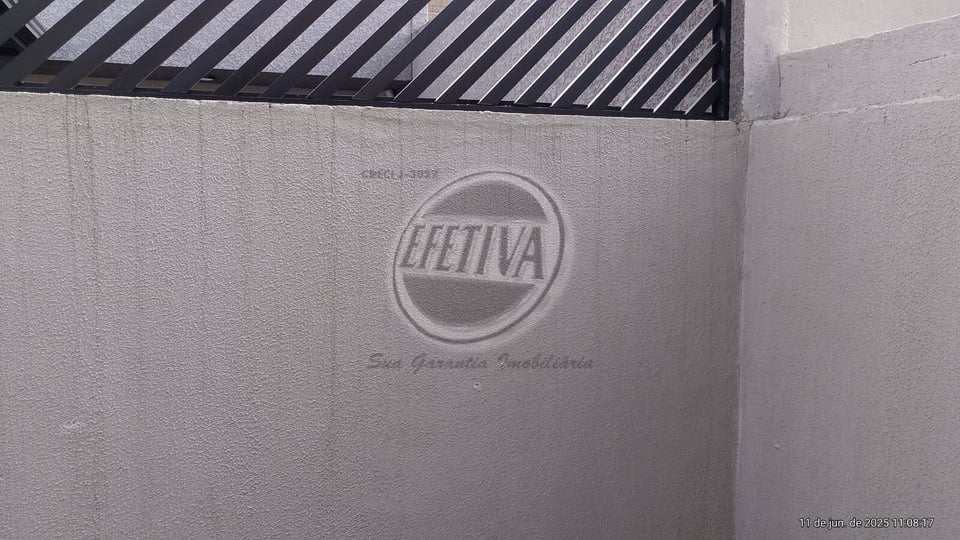 CRECI J-3027
EFETIVA
Sua Garantia Imobiliária
11 de jun. de 2025 11:08:17